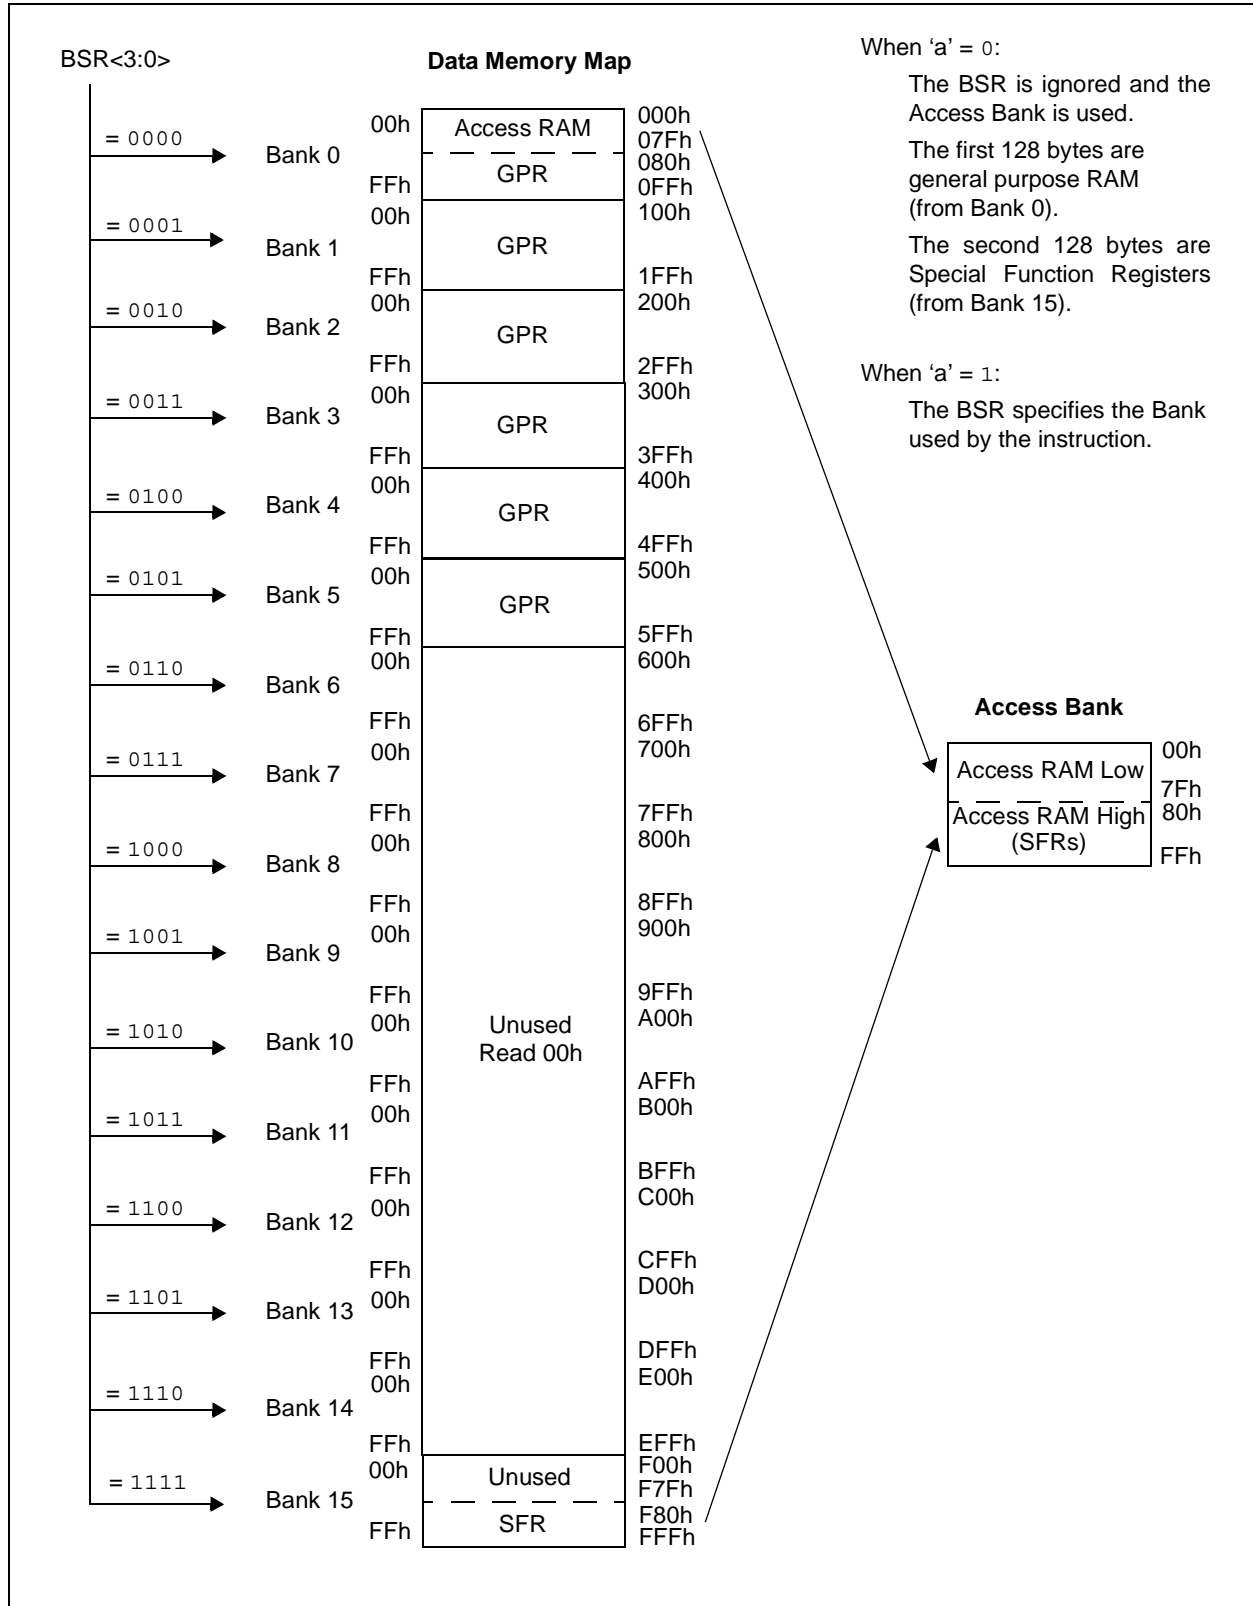 BSR<3:0>
Data Memory Map
= 0000
Bank 0
00h
Access RAM
000h
07Fh
GPR
080h
FFh
0FFh
= 0001
Bank 1
00h
GPR
100h
FFh
1FFh
= 0010
Bank 2
00h
GPR
200h
FFh
2FFh
= 0011
Bank 3
00h
GPR
300h
FFh
3FFh
= 0100
Bank 4
00h
GPR
400h
FFh
4FFh
= 0101
Bank 5
00h
GPR
500h
FFh
5FFh
= 0110
Bank 6
00h
600h
FFh
6FFh
= 0111
Bank 7
00h
700h
FFh
7FFh
= 1000
Bank 8
00h
800h
FFh
8FFh
= 1001
Bank 9
00h
900h
FFh
9FFh
= 1010
Bank 10
00h
Unused
Read 00h
A00h
FFh
AFFh
= 1011
Bank 11
00h
B00h
FFh
BFFh
= 1100
Bank 12
00h
C00h
FFh
CFFh
= 1101
Bank 13
00h
D00h
FFh
DFFh
= 1110
Bank 14
00h
E00h
FFh
EFFh
= 1111
Bank 15
00h
Unused
F00h
F7Fh
SFR
F80h
FFh
FFFh
When ‘a’ = 0:
The BSR is ignored and the
Access Bank is used.
The first 128 bytes are
general purpose RAM
(from Bank 0).
The second 128 bytes are
Special Function Registers
(from Bank 15).
When ‘a’ = 1:
The BSR specifies the Bank
used by the instruction.
Access Bank
Access RAM Low
00h
7Fh
Access RAM High
(SFRs)
80h
FFh